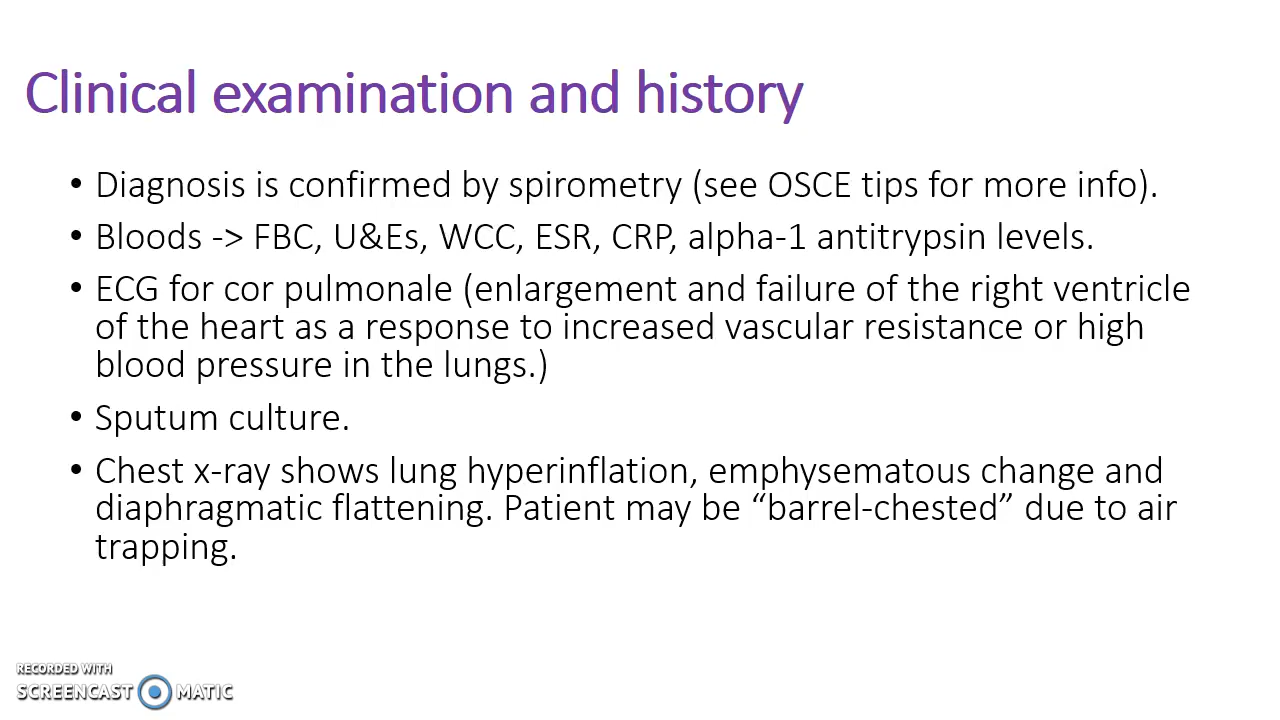 Clinical examination and history
• Diagnosis is confirmed by spirometry (see OSCE tips for more info).
• Bloods -> FBC, U&Es, WCC, ESR, CRP, alpha-1 antitrypsin levels.
• ECG for cor pulmonale (enlargement and failure of the right ventricle
of the heart as a response to increased vascular resistance or high
blood pressure in the lungs.)
• Sputum culture.
• Chest x-ray shows lung hyperinflation, emphysematous change and
diaphragmatic flattening. Patient may be “barrel-chested” due to air
trapping.
RECORDED WITH
SCREENCAST MATIC